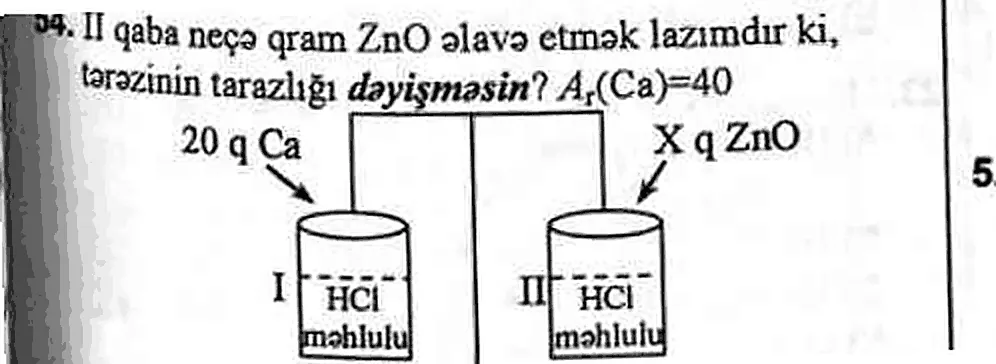 54. II qaba neçə qram ZnO əlavə etmək lazımdır ki,
tərəzinin tarazlığı dəyişməsin? Aᵣ(Ca)=40
20 q Ca
X q ZnO
5.
I
HCl
məhlulu
II
HCl
məhlulu